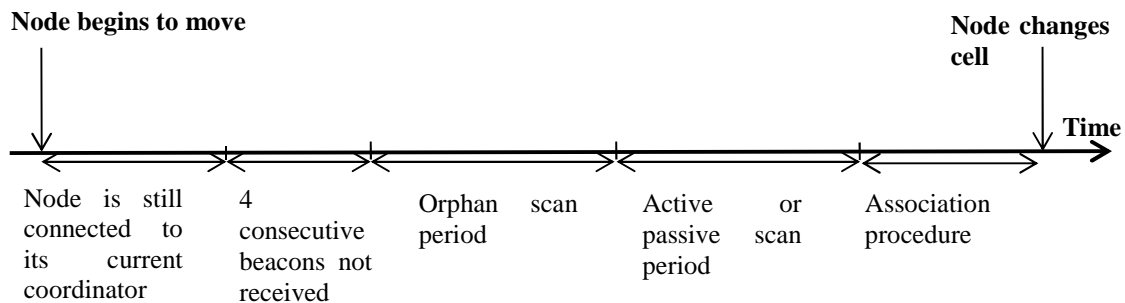 Node begins to move
Node changes
cell
Time
Node is still
connected to
its current
coordinator
4
consecutive
beacons not
received
Orphan scan
period
Active or
passive scan
period
Association
procedure